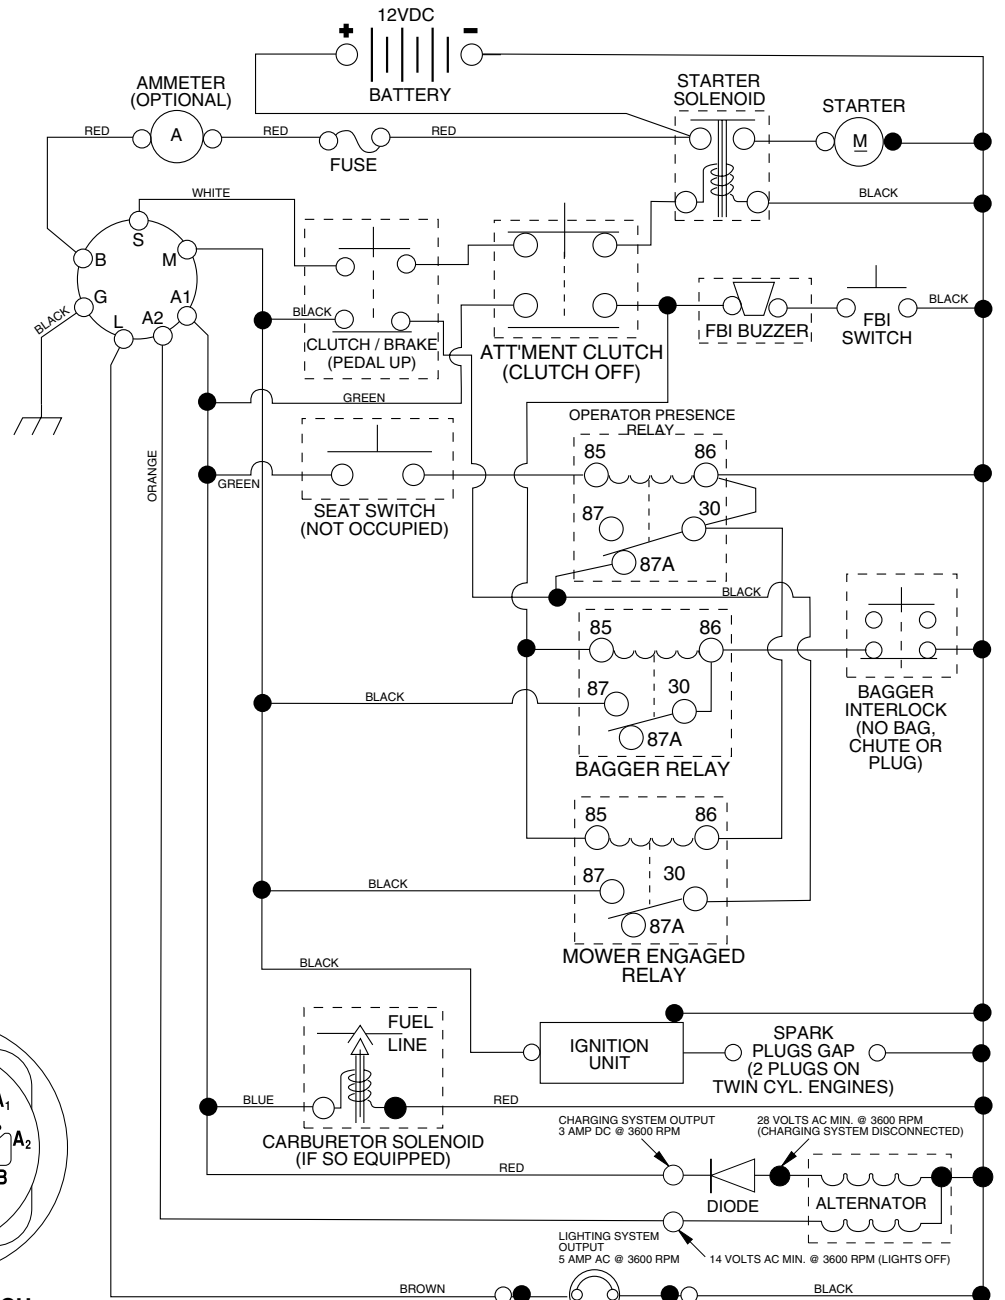 12VDC
+ -
BATTERY
AMMETER
(OPTIONAL)
A
RED
RED
RED
FUSE
STARTER
SOLENOID
STARTER
M
BLACK
WHITE
S
B
M
G
A1
A2
L
BLACK
BLACK
CLUTCH / BRAKE
(PEDAL UP)
ATT'MENT CLUTCH
(CLUTCH OFF)
FBI BUZZER
FBI
SWITCH
BLACK
GREEN
OPERATOR PRESENCE
RELAY
85
86
87
30
87A
ORANGE
GREEN
SEAT SWITCH
(NOT OCCUPIED)
BLACK
85
86
87
30
87A
BAGGER RELAY
BLACK
BAGGER
INTERLOCK
(NO BAG,
CHUTE OR
PLUG)
85
86
87
30
87A
BLACK
MOWER ENGAGED
RELAY
BLACK
IGNITION
UNIT
SPARK
PLUGS GAP
(2 PLUGS ON
TWIN CYL. ENGINES)
FUEL
LINE
BLUE
RED
CARBURETOR SOLENOID
(IF SO EQUIPPED)
A1
A2
B
CHARGING SYSTEM OUTPUT
3 AMP DC @ 3600 RPM
28 VOLTS AC MIN. @ 3600 RPM
(CHARGING SYSTEM DISCONNECTED)
RED
DIODE
ALTERNATOR
LIGHTING SYSTEM
OUTPUT
5 AMP AC @ 3600 RPM
14 VOLTS AC MIN. @ 3600 RPM (LIGHTS OFF)
BROWN
BLACK